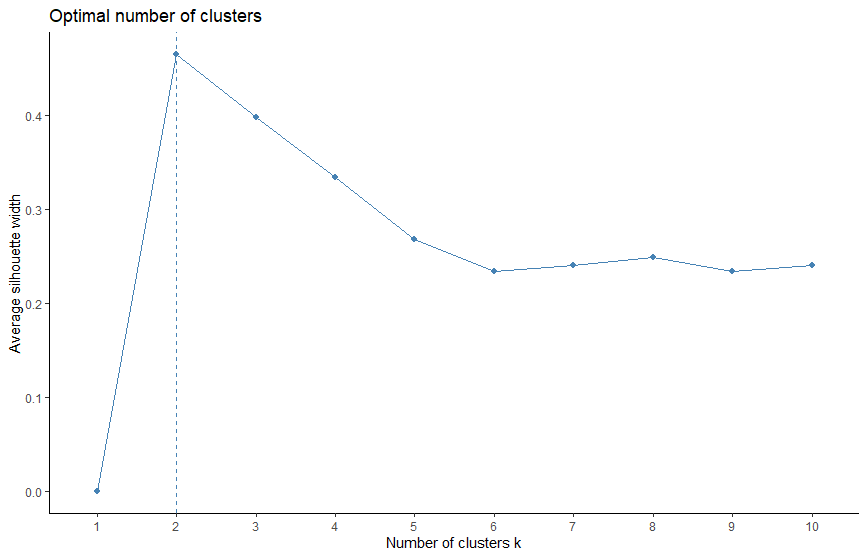 Optimal number of clusters
Average silhouette width
0.4
0.3
0.2
0.1
0.0
1 2 3 4 5 6 7 8 9 10
Number of clusters k